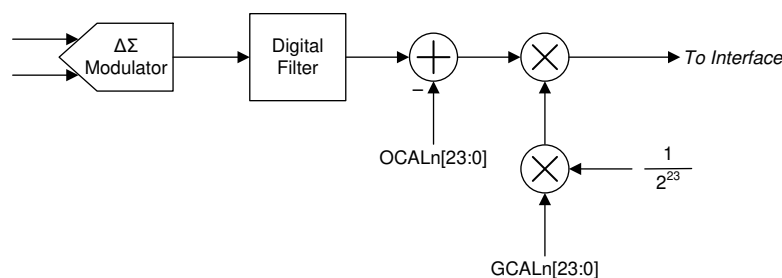 ΔΣ
Modulator
Digital
Filter
To Interface
–
OCALn[23:0]
1
2²³
GCALn[23:0]